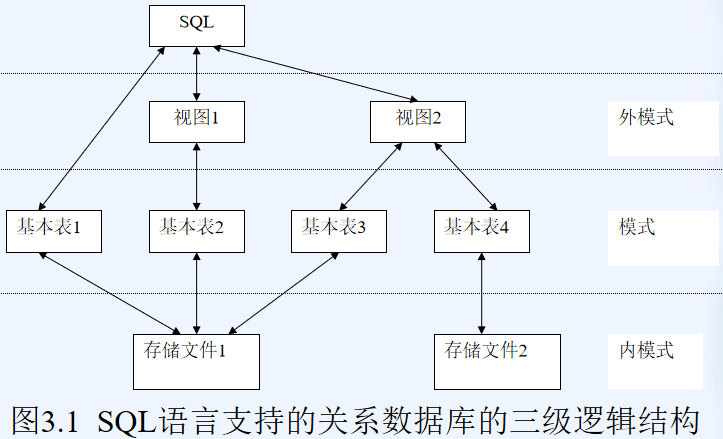 SQL
视图1
视图2
外模式
基本表1
基本表2
基本表3
基本表4
模式
存储文件1
存储文件2
内模式
图3.1 SQL语言支持的关系数据库的三级逻辑结构